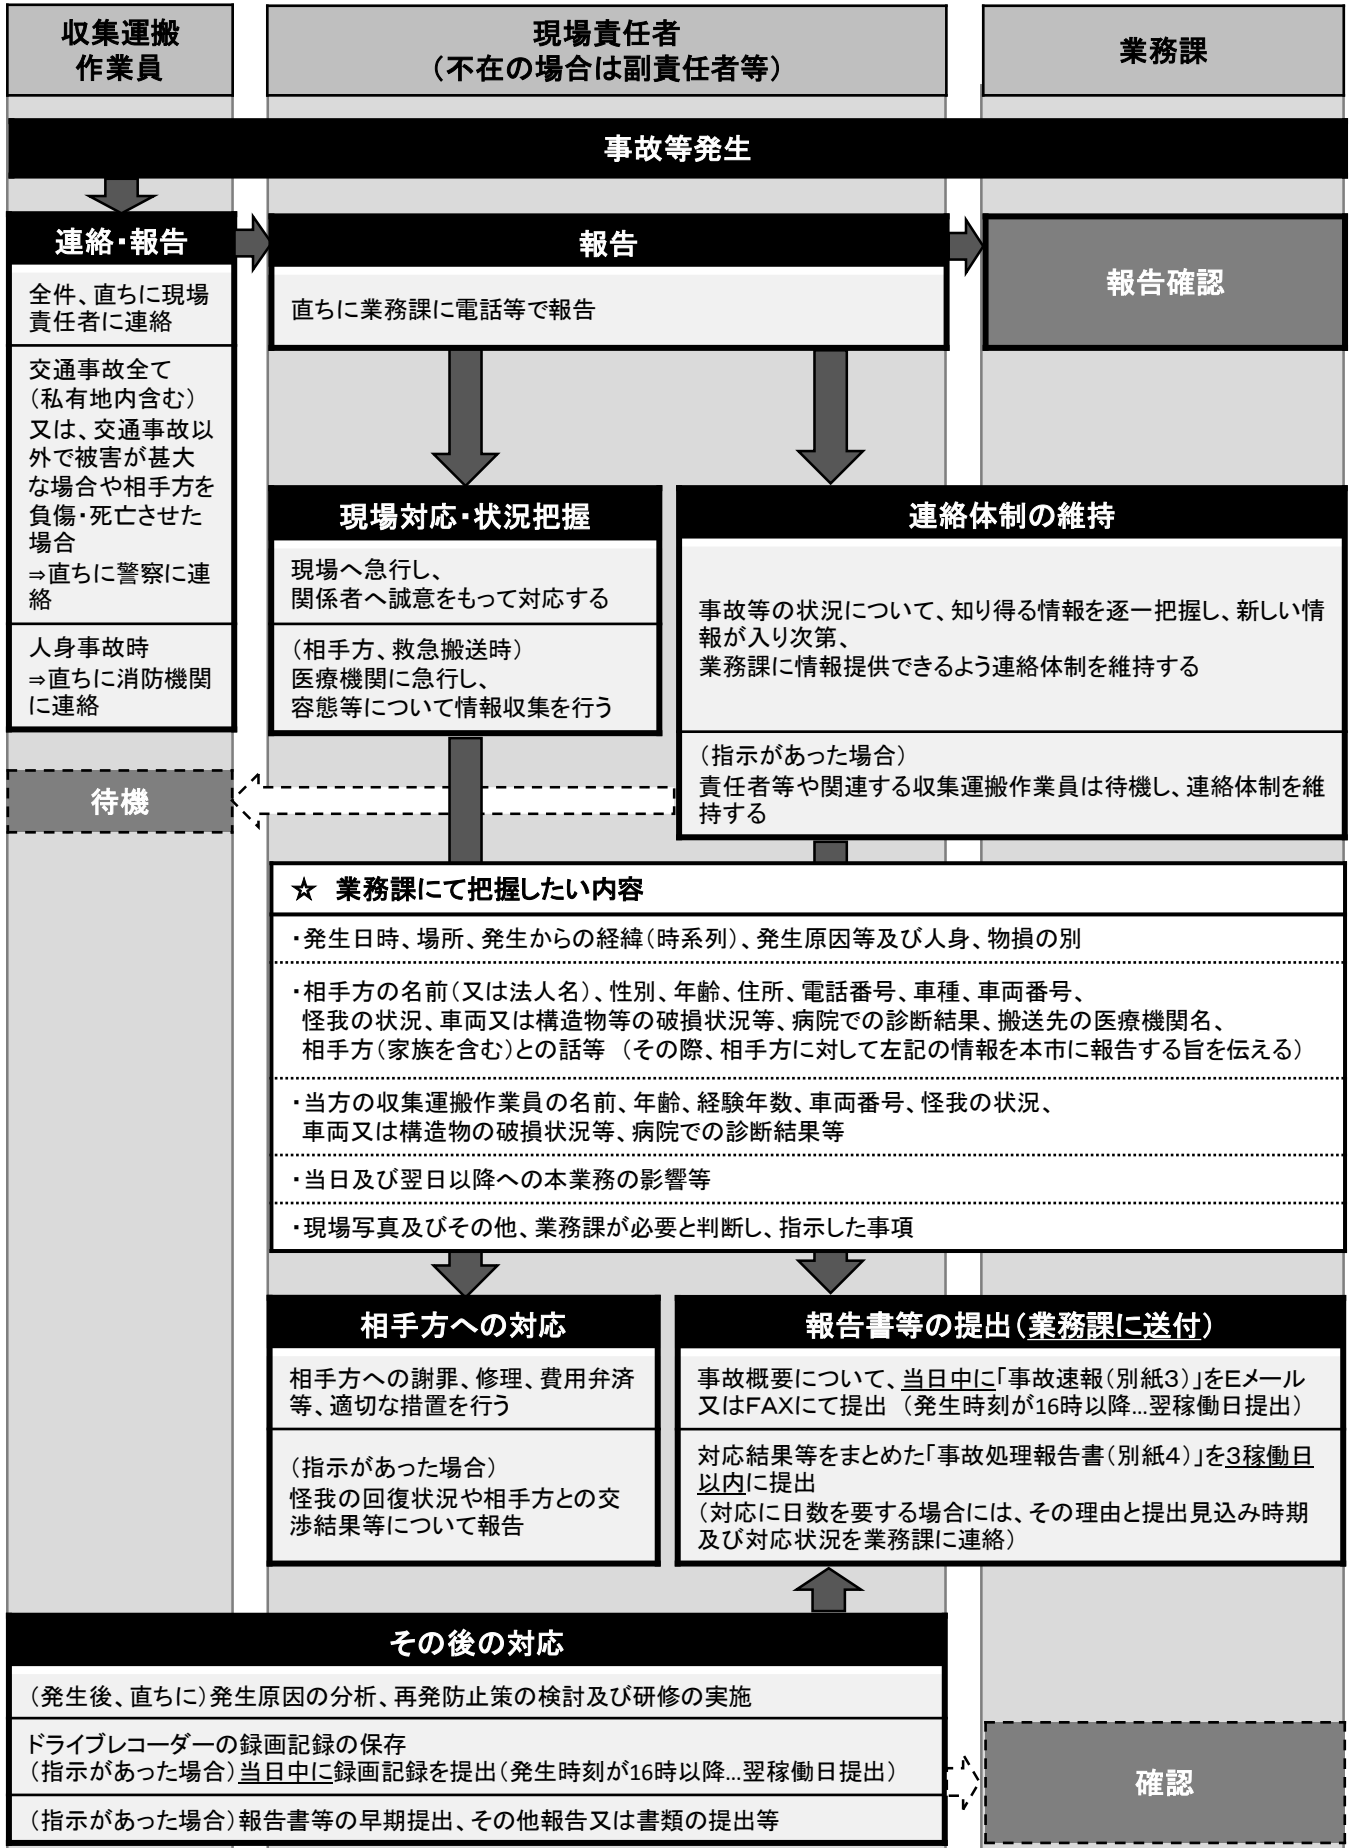 収集運搬
作業員
現場責任者
（不在の場合は副責任者等）
業務課
事故等発生
連絡・報告
全件、直ちに現場
責任者に連絡
交通事故全て
（私有地内含む）
又は、交通事故以
外で被害が甚大
な場合や相手方を
負傷・死亡させた
場合
⇒直ちに警察に連
絡
人身事故時
⇒直ちに消防機関
に連絡
報告
直ちに業務課に電話等で報告
報告確認
現場対応・状況把握
現場へ急行し、
関係者へ誠意をもって対応する
（相手方、救急搬送時）
医療機関に急行し、
容態等について情報収集を行う
連絡体制の維持
事故等の状況について、知り得る情報を逐一把握し、新しい情
報が入り次第、
業務課に情報提供できるよう連絡体制を維持する
（指示があった場合）
責任者等や関連する収集運搬作業員は待機し、連絡体制を維
持する
待機
☆ 業務課にて把握したい内容
・発生日時、場所、発生からの経緯（時系列）、発生原因等及び人身、物損の別
・相手方の名前（又は法人名）、性別、年齢、住所、電話番号、車種、車両番号、
怪我の状況、車両又は構造物等の破損状況等、病院での診断結果、搬送先の医療機関名、
相手方（家族を含む）との話等 （その際、相手方に対して左記の情報を本市に報告する旨を伝える）
・当方の収集運搬作業員の名前、年齢、経験年数、車両番号、怪我の状況、
車両又は構造物の破損状況等、病院での診断結果等
・当日及び翌日以降への本業務の影響等
・現場写真及びその他、業務課が必要と判断し、指示した事項
相手方への対応
相手方への謝罪、修理、費用弁済
等、適切な措置を行う
（指示があった場合）
怪我の回復状況や相手方との交
渉結果等について報告
報告書等の提出（業務課に送付）
事故概要について、当日中に「事故速報（別紙３）」をEメール
又はFAXにて提出 （発生時刻が16時以降…翌稼働日提出）
対応結果等をまとめた「事故処理報告書（別紙４）」を３稼働日
以内に提出
（対応に日数を要する場合には、その理由と提出見込み時期
及び対応状況を業務課に連絡）
その後の対応
（発生後、直ちに）発生原因の分析、再発防止策の検討及び研修の実施
ドライブレコーダーの録画記録の保存
（指示があった場合）当日中に録画記録を提出（発生時刻が16時以降…翌稼働日提出）
（指示があった場合）報告書等の早期提出、その他報告又は書類の提出等
確認